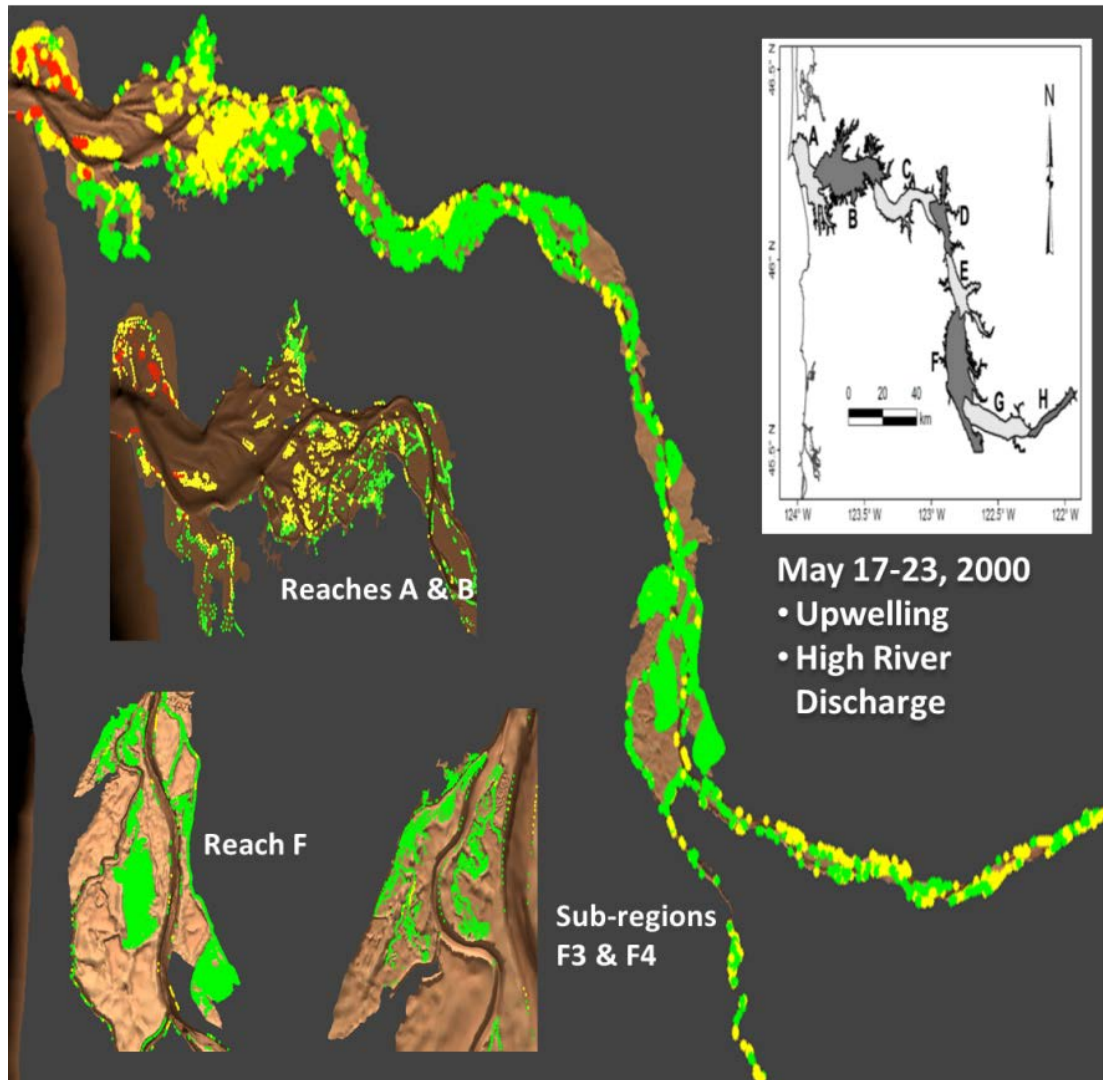 46.5° N
46° N
45.5° N
N
A
B
C
D
E
F
G
H
0 20 40
km
124° W 123.5° W 123° W 122.5° W 122° W
May 17-23, 2000
• Upwelling
• High River
Discharge
Reaches A & B
Reach F
Sub-regions
F3 & F4